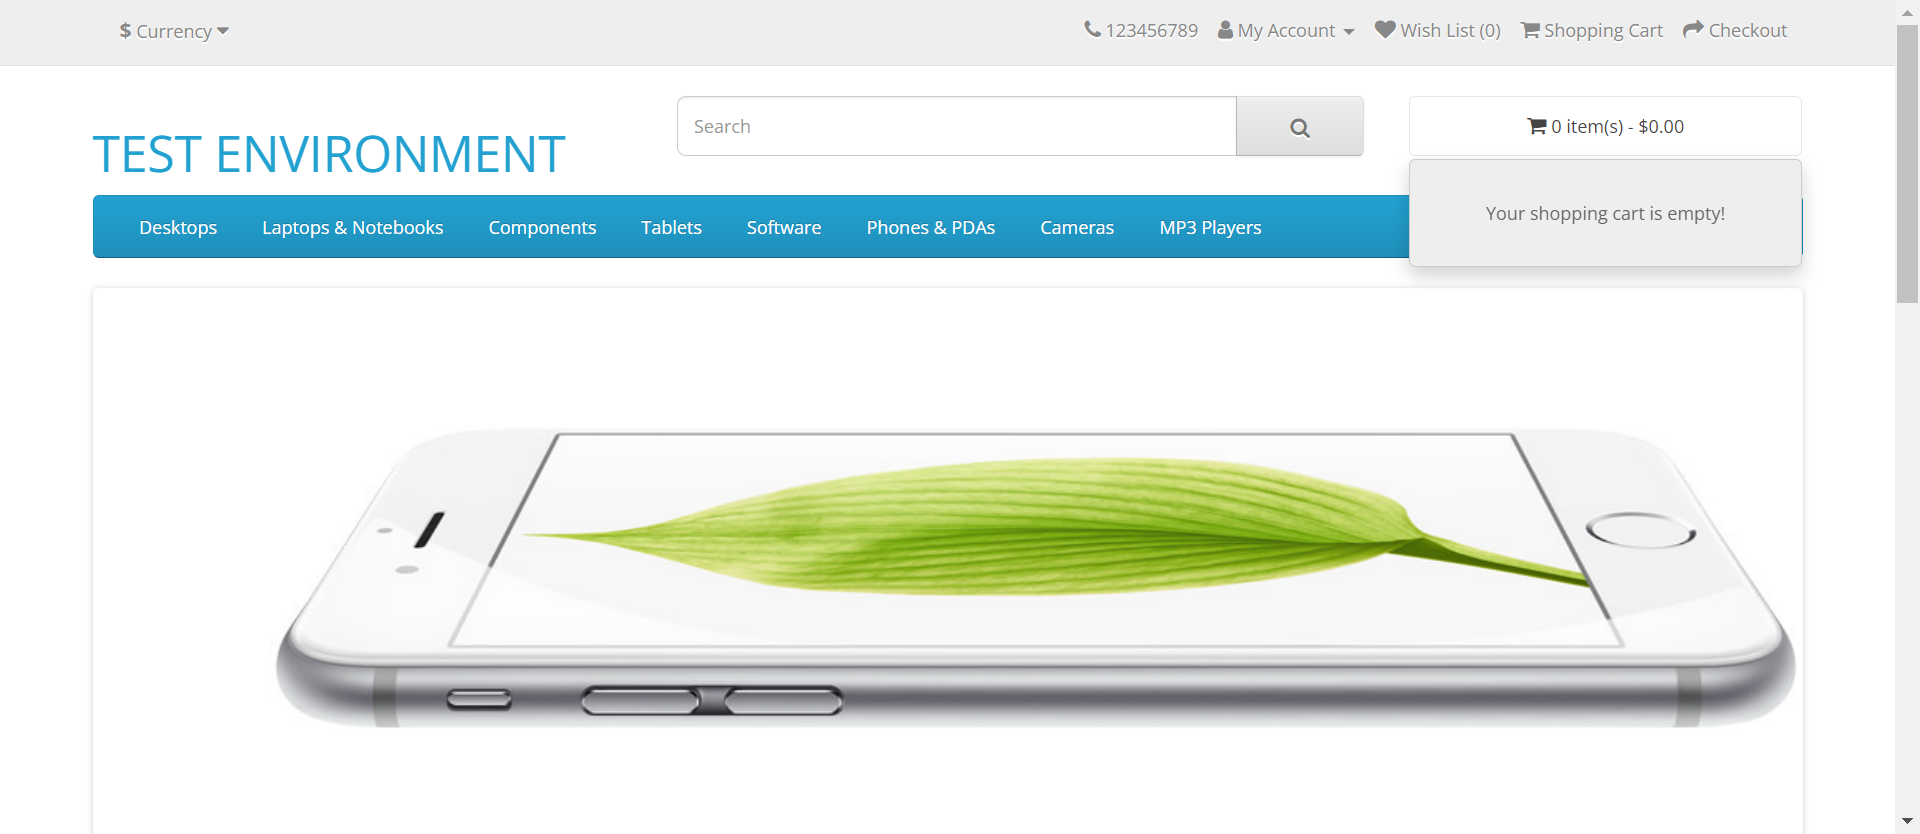 $ Currency
123456789 My Account Wish List (0) Shopping Cart Checkout
TEST ENVIRONMENT
Search
0 item(s) - $0.00
Your shopping cart is empty!
Desktops Laptops & Notebooks Components Tablets Software Phones & PDAs Cameras MP3 Players